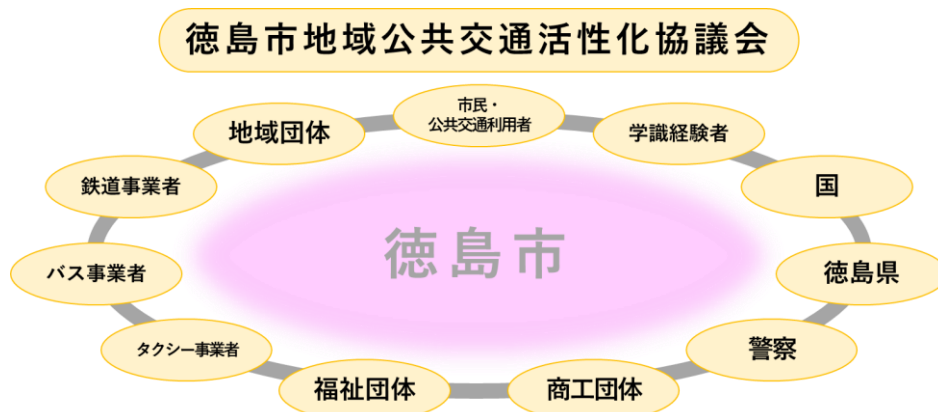 徳島市地域公共交通活性化協議会
市民・
公共交通利用者
地域団体
学識経験者
鉄道事業者
国
徳島市
バス事業者
徳島県
タクシー事業者
警察
福祉団体
商工団体